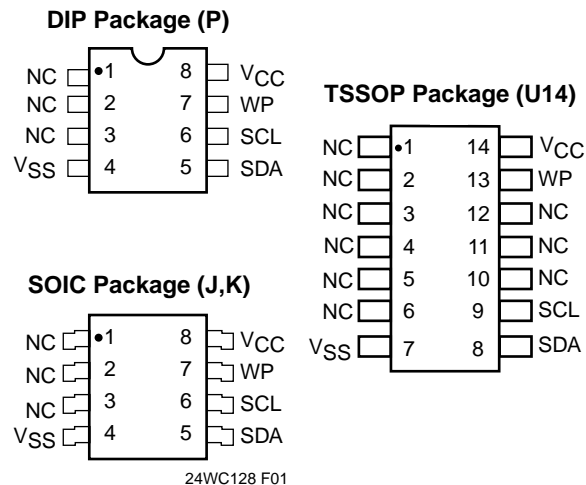 DIP Package (P)
NC 1 8 VCC
NC 2 7 WP
NC 3 6 SCL
VSS 4 5 SDA
SOIC Package (J,K)
NC 1 8 VCC
NC 2 7 WP
NC 3 6 SCL
VSS 4 5 SDA
24WC128 F01
TSSOP Package (U14)
NC 1 14 VCC
NC 2 13 WP
NC 3 12 NC
NC 4 11 NC
NC 5 10 NC
NC 6 9 SCL
VSS 7 8 SDA